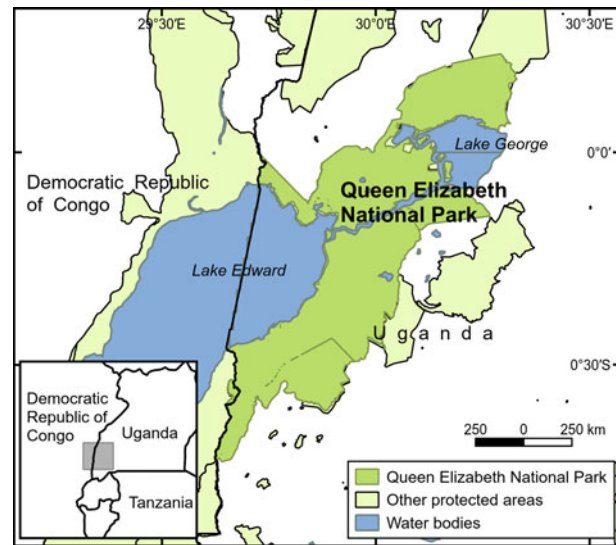 29°30'E
30°0'E
30°30'E
Lake George
0°0'
Democratic Republic
of Congo
Queen Elizabeth
National Park
Lake Edward
Uganda
0°30'S
Democratic
Republic of
Congo
Uganda
Tanzania
250 0 250 km
Queen Elizabeth National Park
Other protected areas
Water bodies